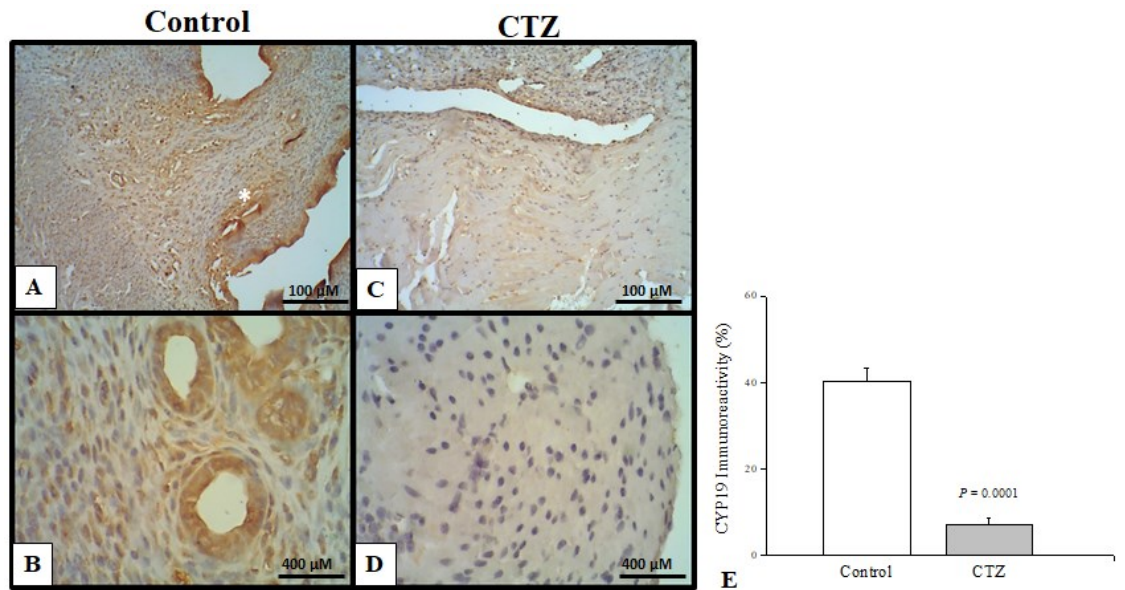 Control CTZ
*
A 100 µM C 100 µM
B 400 µM D 400 µM
60
40
20
0
CYP19 Immunoreactivity (%)
P = 0.0001
Control CTZ
E